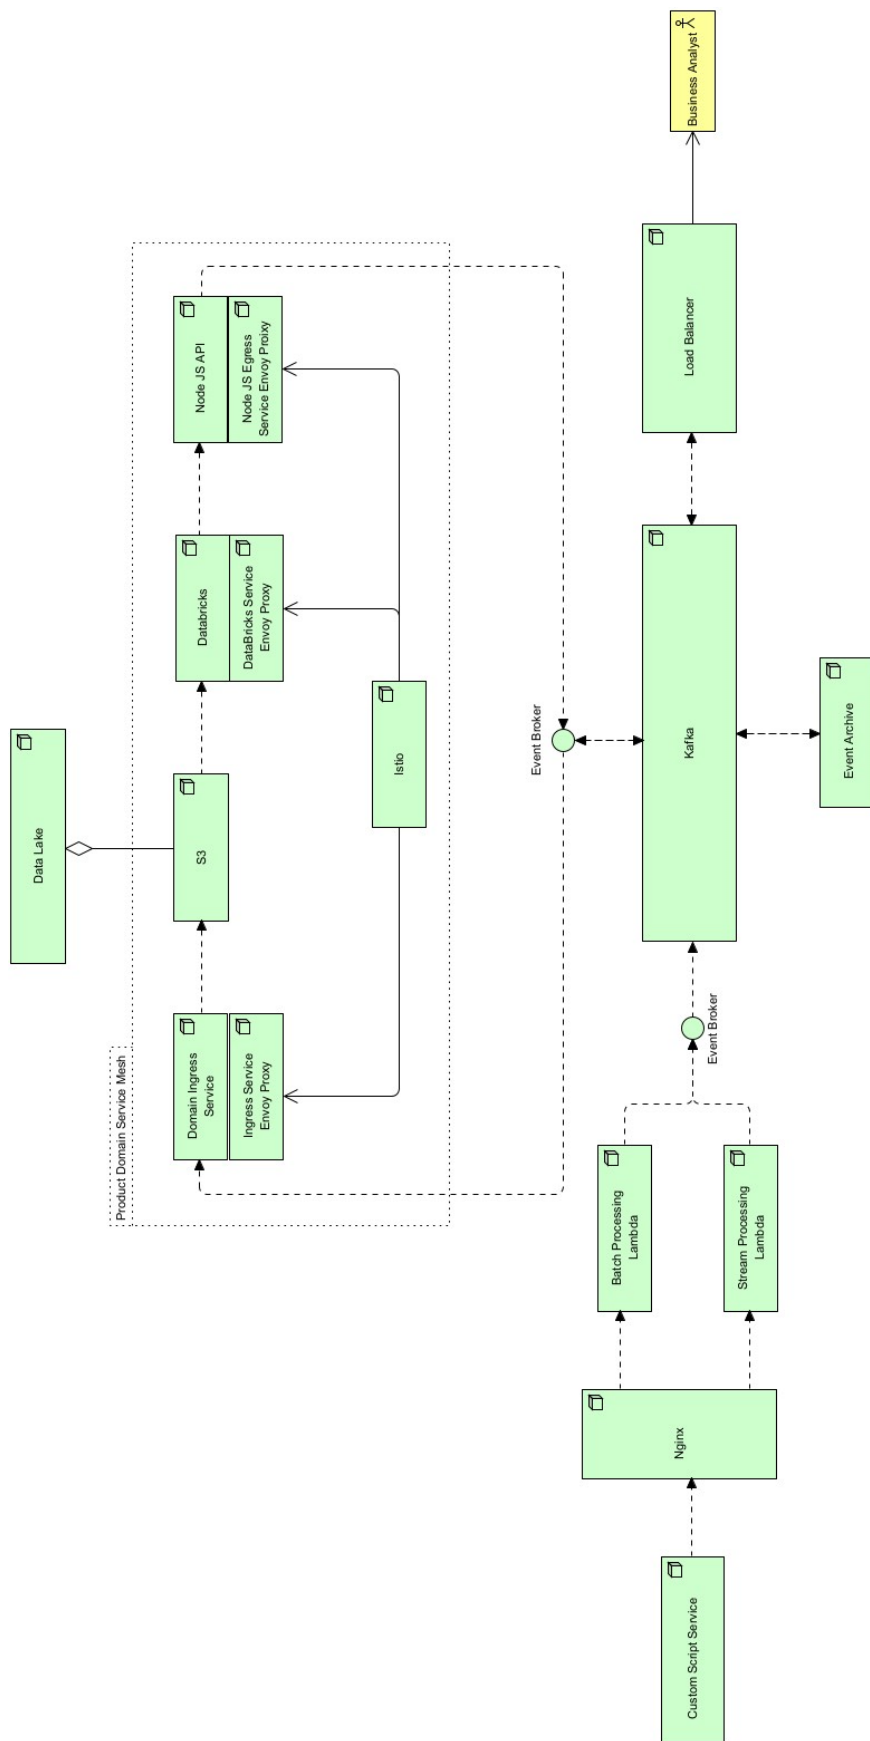 Data Lake
Product Domain Service Mesh
Domain Ingress
Service
Ingress Service
Envoy Proxy
S3
Databricks
DataBricks Service
Envoy Proxy
Node JS API
Node JS Egress
Service Envoy Proixy
Istio
Event Broker
Custom Script Service
Nginx
Batch Processing
Lambda
Stream Processing
Lambda
Event Broker
Kafka
Event Archive
Load Balancer
Business Analyst